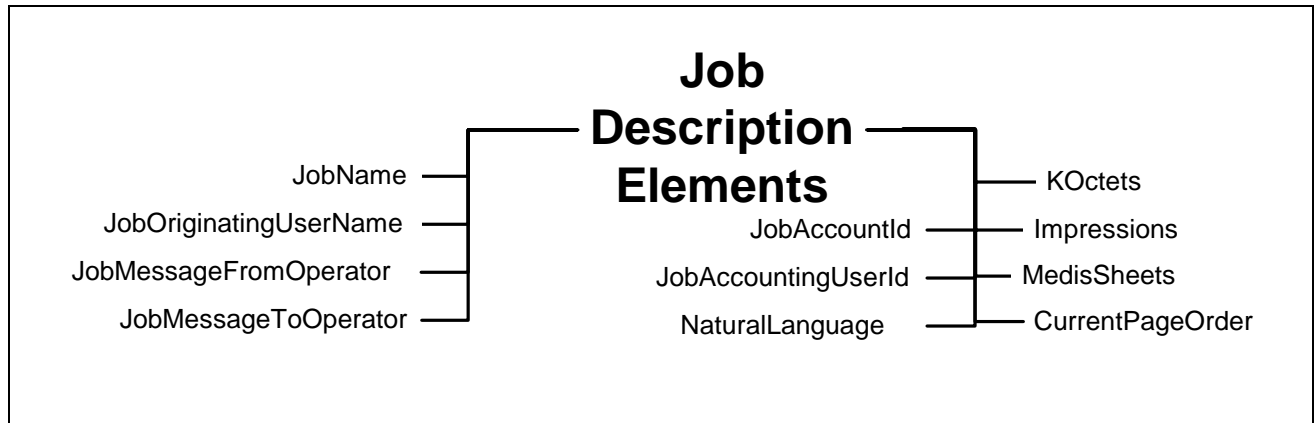 Job
Description
Elements
JobName
JobOriginatingUserName
JobMessageFromOperator
JobMessageToOperator
JobAccountId
JobAccountingUserId
NaturalLanguage
KOctets
Impressions
MedisSheets
CurrentPageOrder